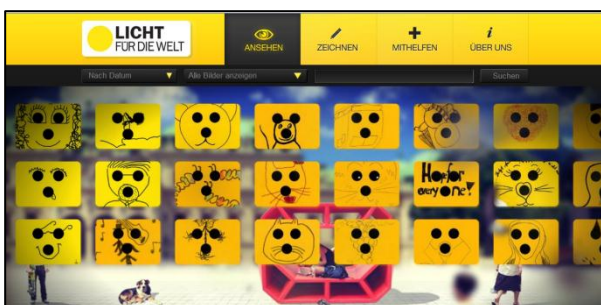 LICHT
FÜR DIE WELT
ANSEHEN
ZEICHNEN
MITHELFEN
ÜBER UNS
Nach Datum
Alle Bilder anzeigen
Suchen
Hope for
everyone!